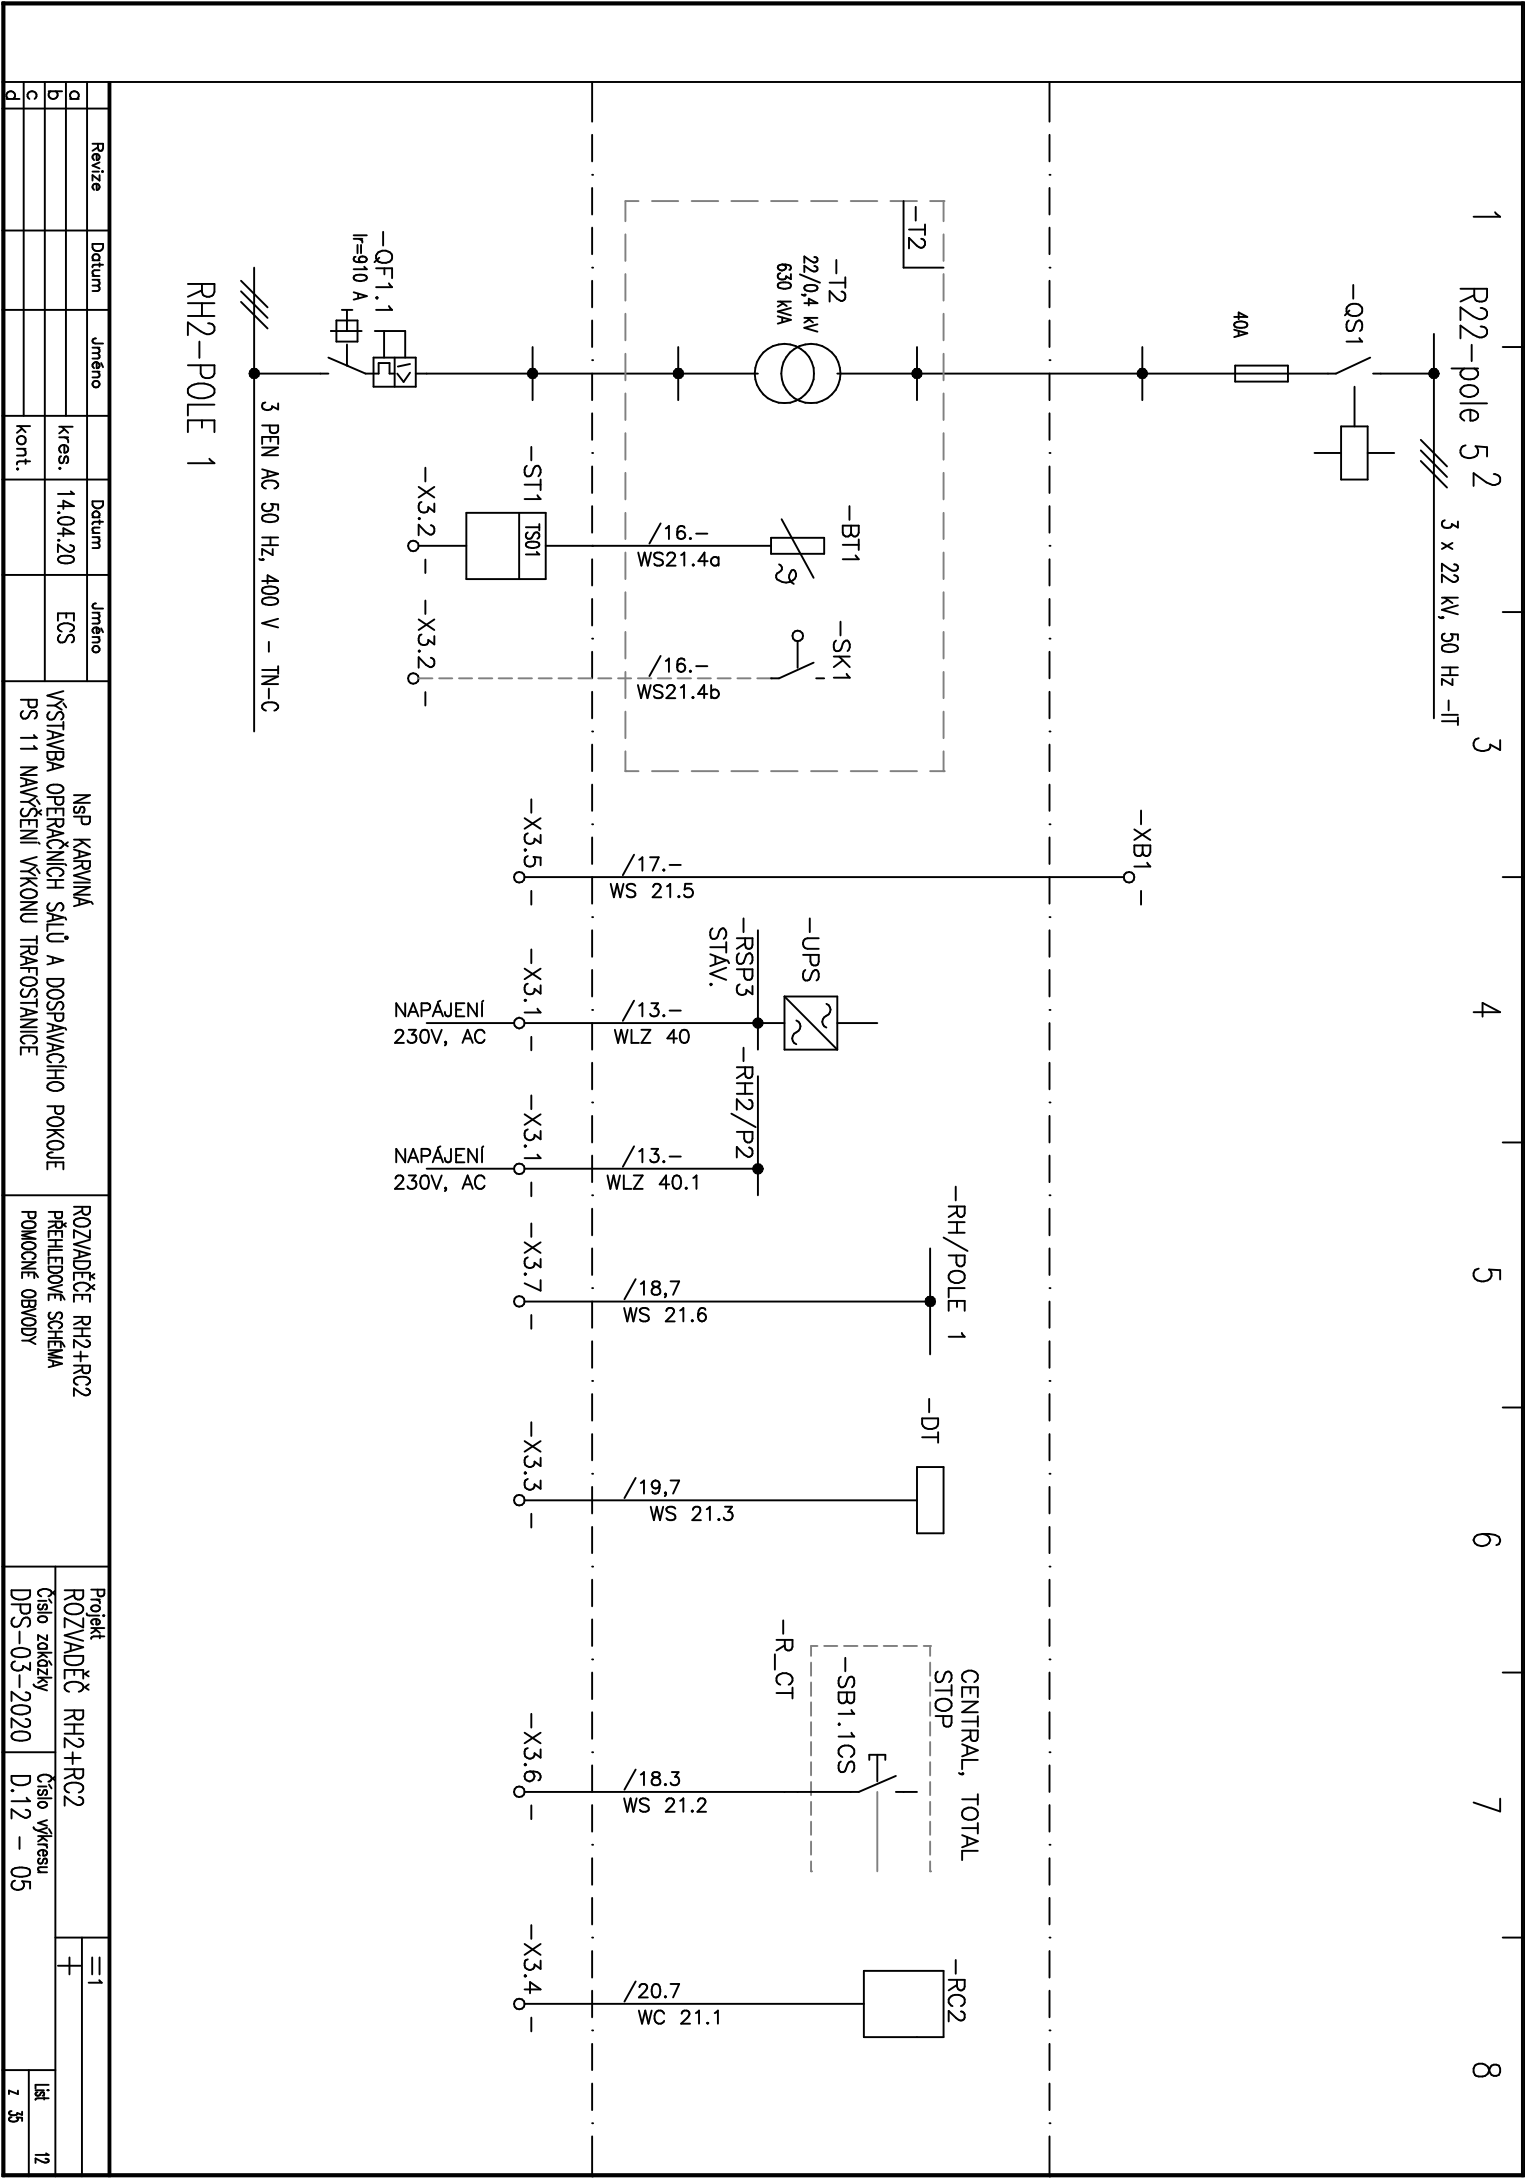 1
2
3
4
5
6
7
8
R22-pole 5
3 x 22 kV, 50 Hz -IT
-QS1
40A
-XB1
-
-T2
-T2
22/0,4 kV
630 kVA
-BT1
-SK1
/16.-
WS21.4a
/16.-
WS21.4b
-ST1
TS01
-X3.2
-
-X3.2
-
-QF1.1
Ir=910 A
3 PEN AC 50 Hz, 400 V - TN-C
RH2-POLE 1
/17.-
WS 21.5
-X3.5
-
-UPS
-RSP3
STÁV.
/13.-
WLZ 40
-X3.1
-
NAPÁJENÍ
230V, AC
-RH2/P2
/13.-
WLZ 40.1
-X3.1
-
NAPÁJENÍ
230V, AC
-RH/POLE 1
/18,7
WS 21.6
-X3.7
-
-DT
/19,7
WS 21.3
-X3.3
-
CENTRAL, TOTAL
STOP
-SB1.1CS
-R_CT
/18.3
WS 21.2
-X3.6
-
-RC2
/20.7
WC 21.1
-X3.4
-
Revize Datum Jméno Datum Jméno
a
b kres. 14.04.20 ECS
c
d kont.
NsP KARVINÁ
VÝSTAVBA OPERAČNÍCH SÁLŮ A DOSPÁVACÍHO POKOJE
PS 11 NAVÝŠENÍ VÝKONU TRAFOSTANICE
ROZVADĚČE RH2+RC2
PŘEHLEDOVÉ SCHÉMA
POMOCNÉ OBVODY
Projekt
ROZVADĚČ RH2+RC2
Číslo zakázky
DPS-03-2020
Číslo výkresu
D.12 - 05
=1
+
List 12
z 35